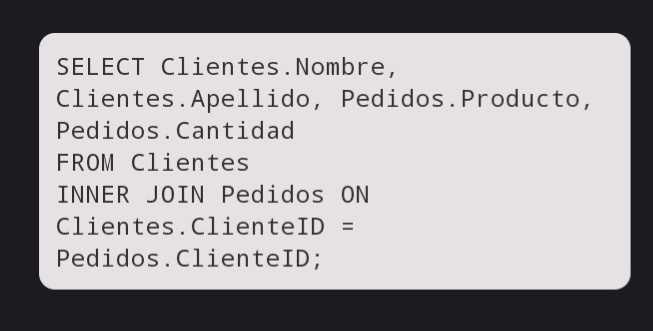 SELECT Clientes.Nombre,
Clientes.Apellido, Pedidos.Producto,
Pedidos.Cantidad
FROM Clientes
INNER JOIN Pedidos ON
Clientes.ClienteID =
Pedidos.ClienteID;